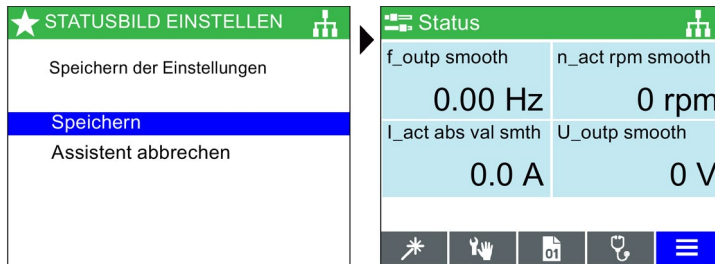 STATUSBILD EINSTELLEN
Speichern der Einstellungen
Speichern
Assistent abbrechen
Status
f_outp smooth
n_act rpm smooth
0.00 Hz
0 rpm
I_act abs val smth
U_outp smooth
0.0 A
0 V
01